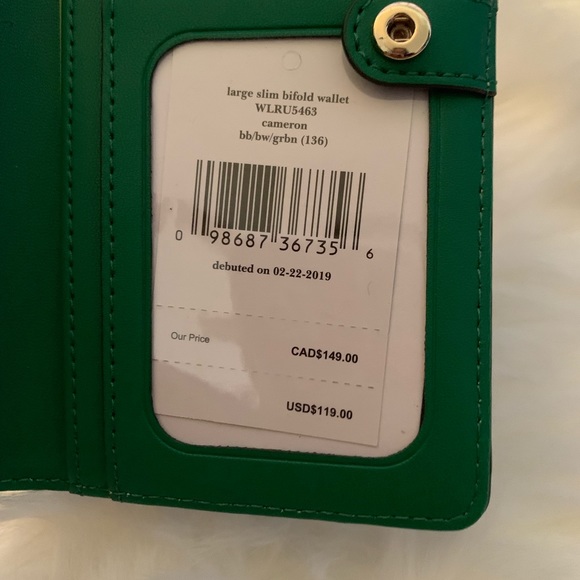 large slim bifold wallet
WLRU5463
cameron
bb/bw/grbn (136)
0 98687 36735 6
debuted on 02-22-2019
Our Price CAD$149.00
USD$119.00